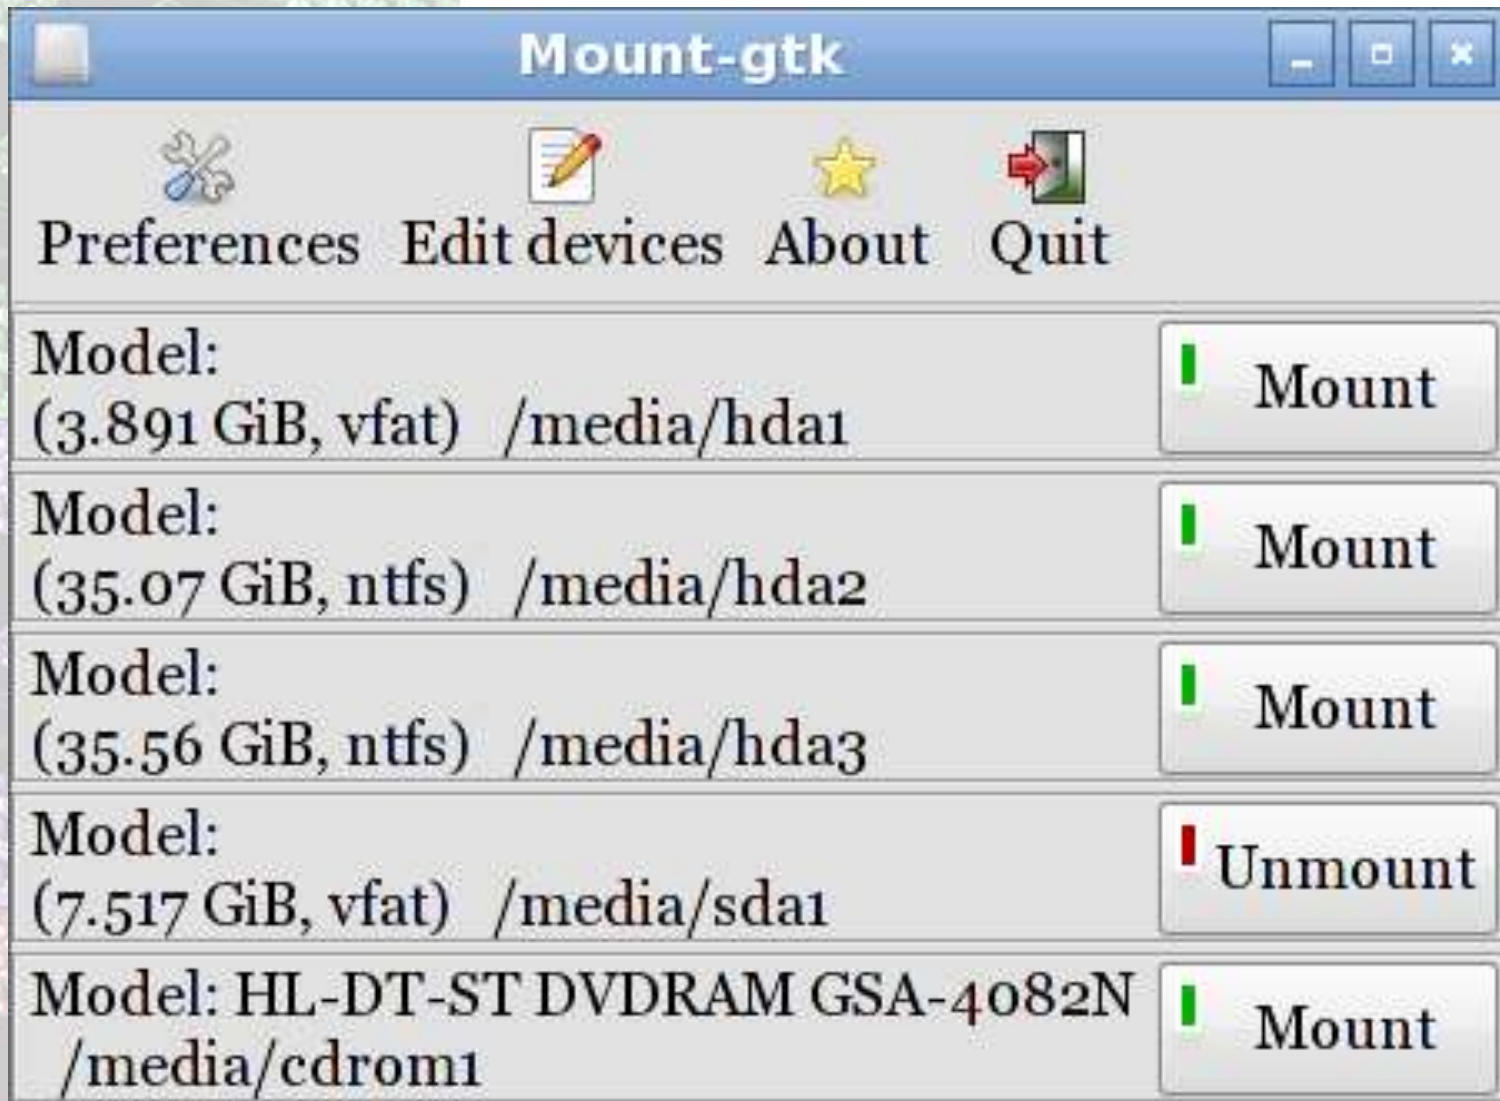 Mount-gtk
Preferences Edit devices About Quit
Model:
(3.891 GiB, vfat) /media/hda1
Mount
Model:
(35.07 GiB, ntfs) /media/hda2
Mount
Model:
(35.56 GiB, ntfs) /media/hda3
Mount
Model:
(7.517 GiB, vfat) /media/sda1
Unmount
Model: HL-DT-ST DVDRAM GSA-4082N
/media/cdrom1
Mount